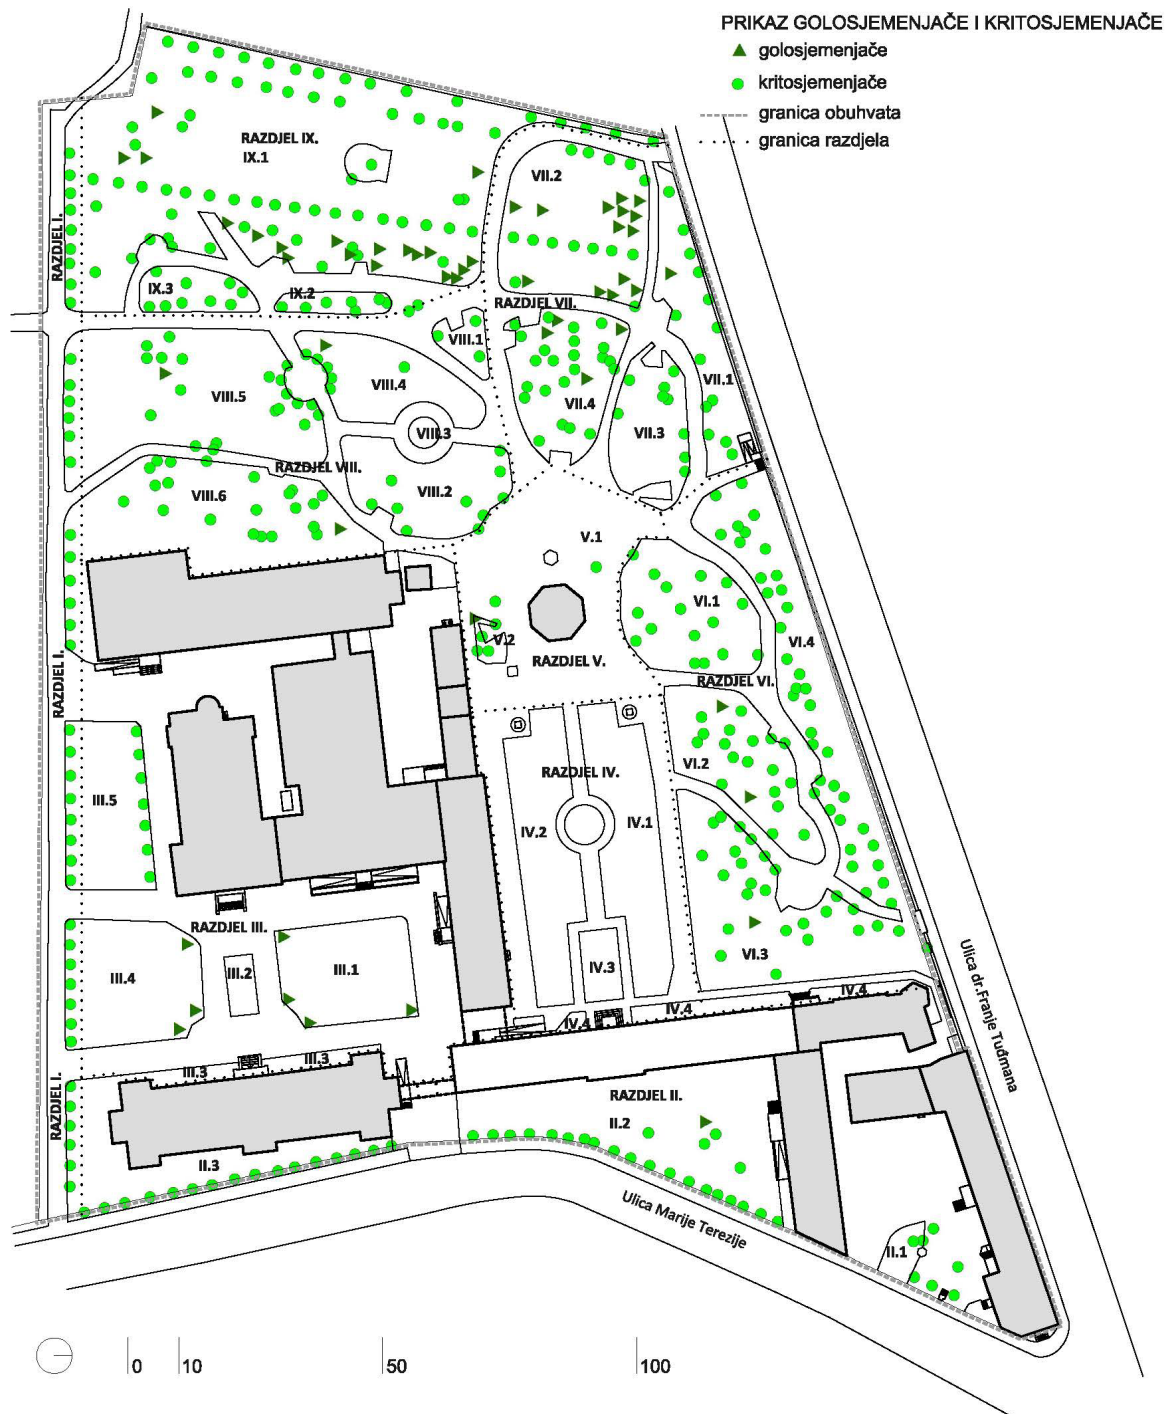 PRIKAZ GOLOSJEMENJAČE I KRITOSJEMENJAČE
golosjemenjače
kritosjemenjače
granica obuhvata
granica razdjela
RAZDJEL IX.
IX.1
VII.2
RAZDJEL I.
IX.3
IX.2
RAZDJEL VII.
VIII.1
VIII.4
VII.1
VIII.5
VII.4
VIII.3
VII.3
RAZDJEL VIII.
VIII.6
VIII.2
V.1
VI.1
V.2
VI.4
RAZDJEL V.
RAZDJEL I.
RAZDJEL VI.
VI.2
RAZDJEL IV.
III.5
IV.2
IV.1
RAZDJEL III.
VI.3
III.4
III.2
III.1
IV.3
Ulica dr.Franje Tuđmana
IV.4
IV.4
IV.4
III.3
III.3
RAZDJEL I.
RAZDJEL II.
II.2
II.3
Ulica Marije Terezije
II.1
0 10 50 100